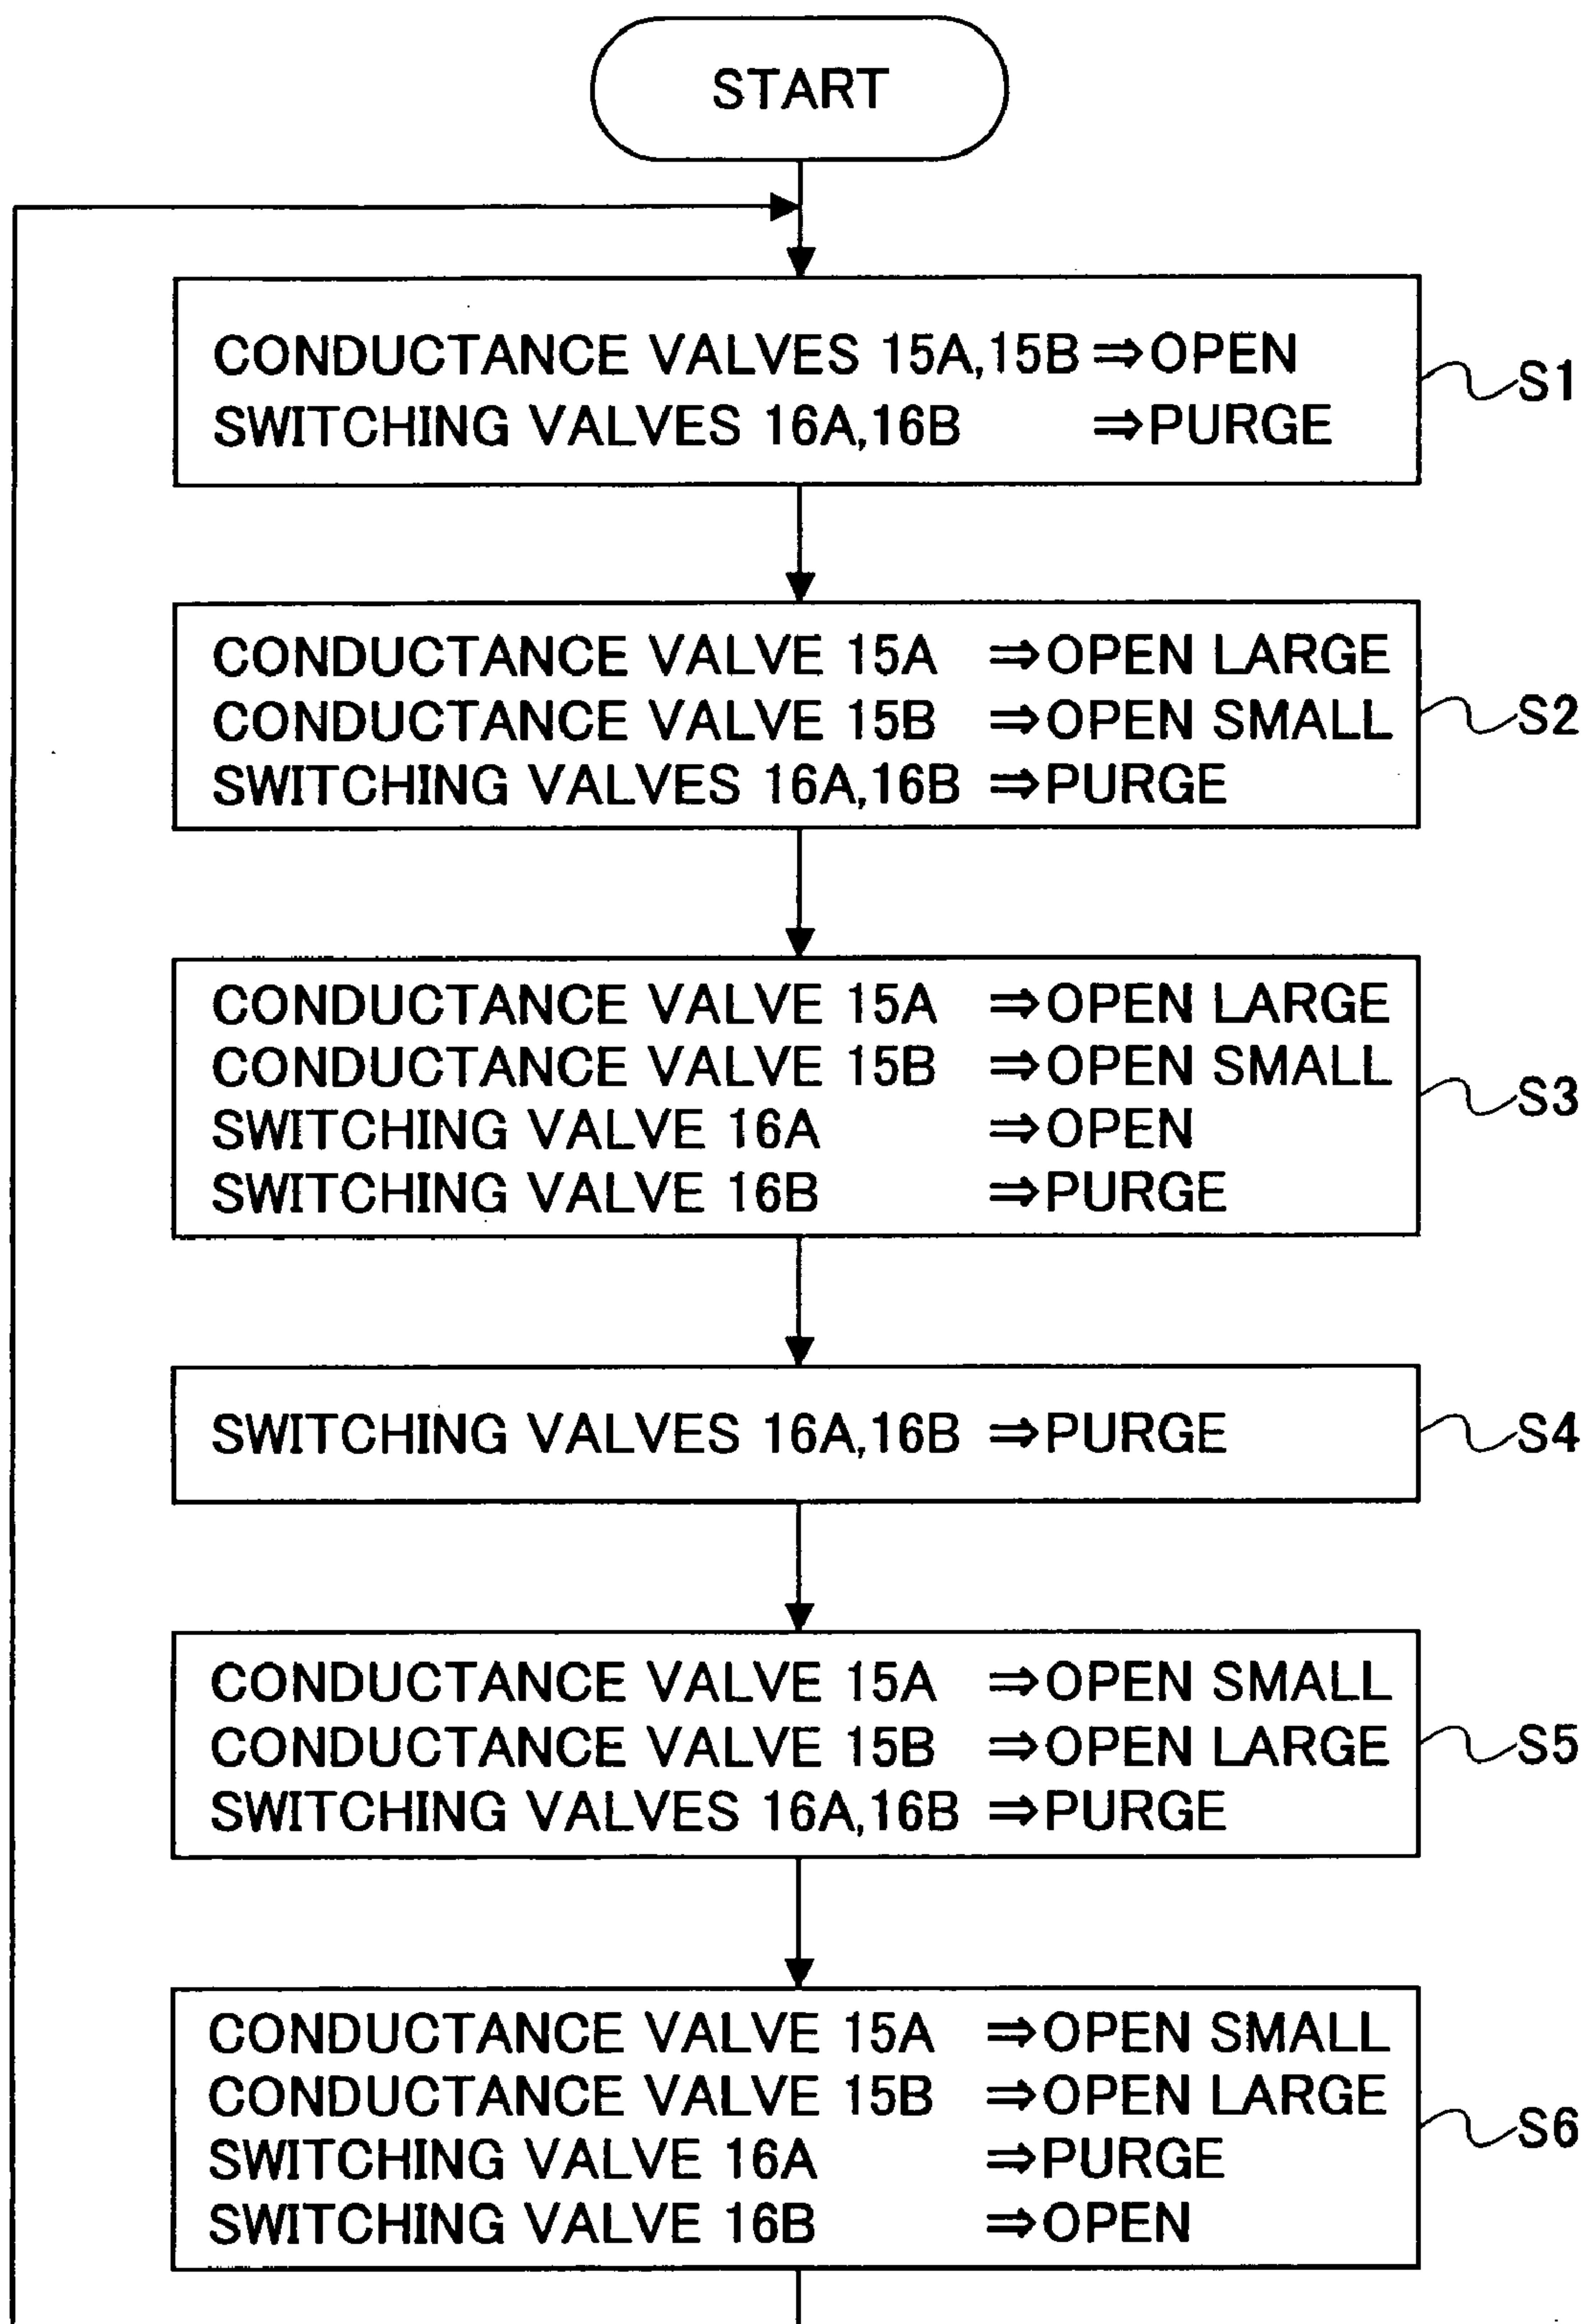 START
CONDUCTANCE VALVES 15A,15B⇒OPEN
SWITCHING VALVES 16A,16B ⇒PURGE
S1
CONDUCTANCE VALVE 15A ⇒OPEN LARGE
CONDUCTANCE VALVE 15B ⇒OPEN SMALL
SWITCHING VALVES 16A,16B ⇒PURGE
S2
CONDUCTANCE VALVE 15A ⇒OPEN LARGE
CONDUCTANCE VALVE 15B ⇒OPEN SMALL
SWITCHING VALVE 16A ⇒OPEN
SWITCHING VALVE 16B ⇒PURGE
S3
SWITCHING VALVES 16A,16B ⇒PURGE
S4
CONDUCTANCE VALVE 15A ⇒OPEN SMALL
CONDUCTANCE VALVE 15B ⇒OPEN LARGE
SWITCHING VALVES 16A,16B ⇒PURGE
S5
CONDUCTANCE VALVE 15A ⇒OPEN SMALL
CONDUCTANCE VALVE 15B ⇒OPEN LARGE
SWITCHING VALVE 16A ⇒PURGE
SWITCHING VALVE 16B ⇒OPEN
S6